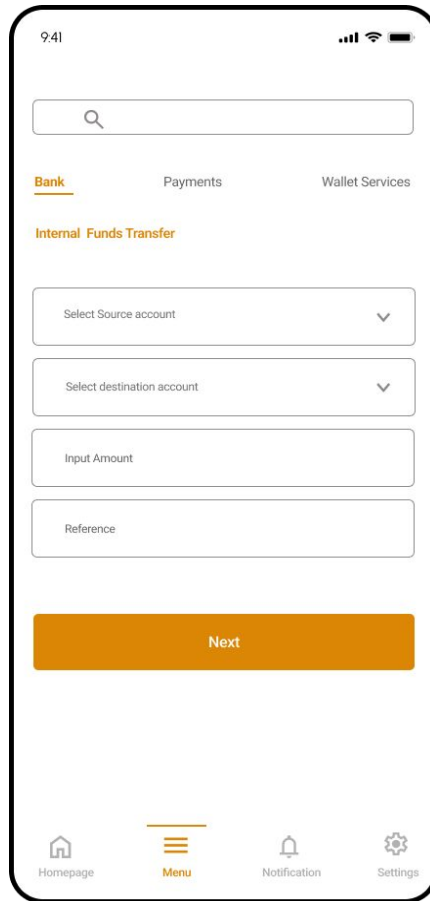 9:41
Bank Payments Wallet Services
Internal Funds Transfer
Select Source account
Select destination account
Input Amount
Reference
Next
Homepage Menu Notification Settings